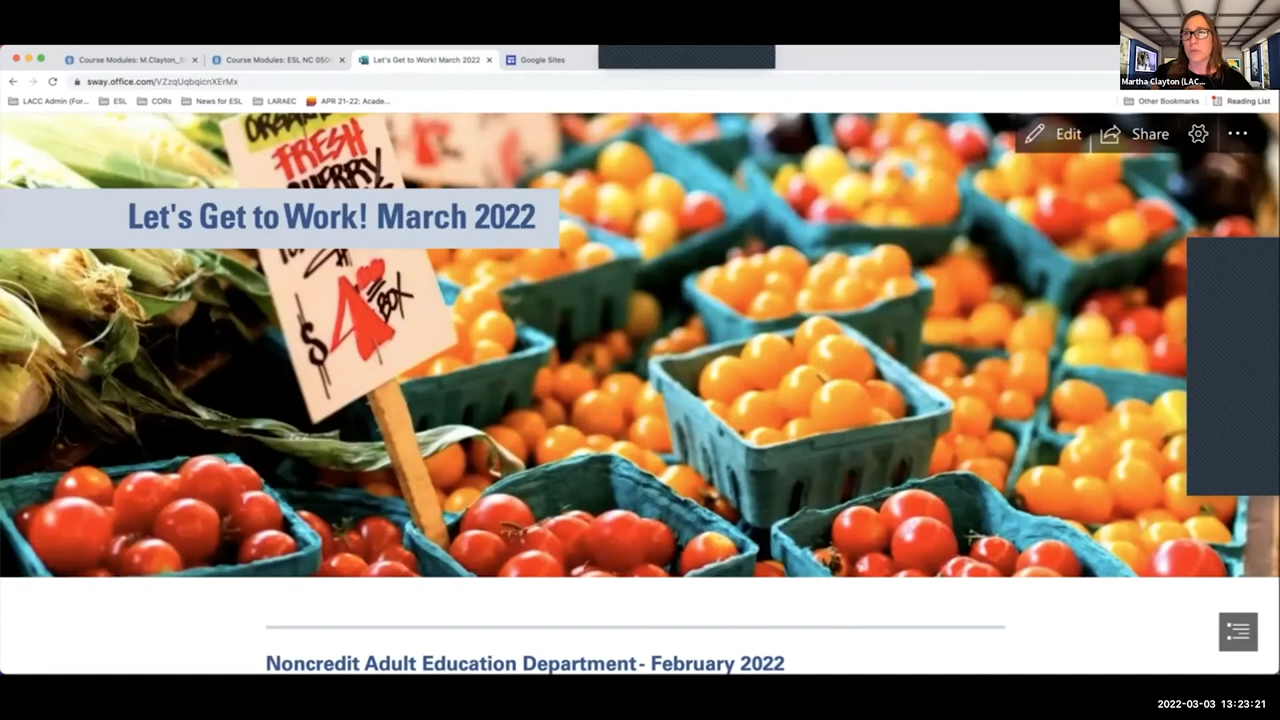 Martha Clayton (LAC...
Course Modules: M.Clayton_S
Course Modules: ESL NC 050
Let's Get to Work! March 2022
Google Sites
sway.office.com/VZzqUqbqicnXErMx
LACC Admin (For...
ESL
CORs
News for ESL
LARAEC
APR 21-22: Acade...
Other Bookmarks
Reading List
Edit
Share
ORGANIC
FRESH
CHERRY
$4 BOX
Let's Get to Work! March 2022
Noncredit Adult Education Department - February 2022
2022-03-03 13:23:21